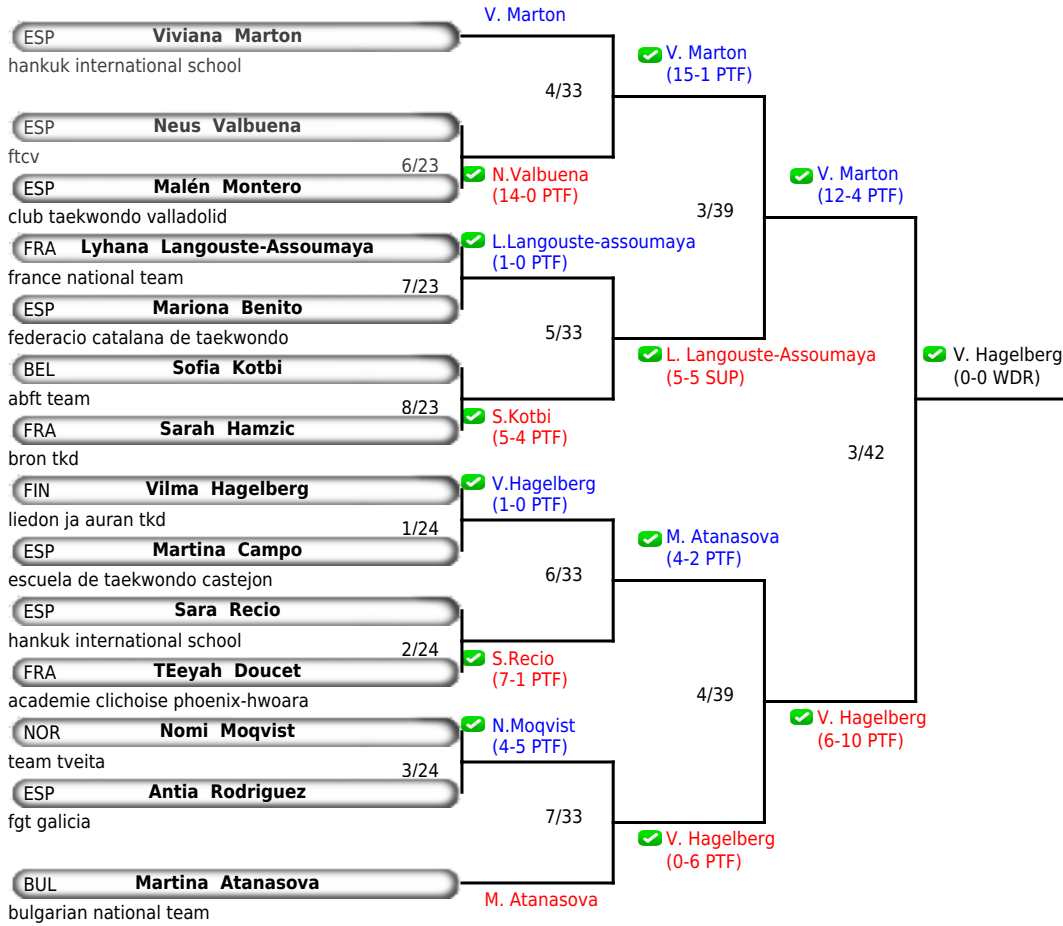 V. Marton
ESP Viviana Marton
hankuk international school
V. Marton
(15-1 PTF)
4/33
ESP Neus Valbuena
ftcv
6/23
N.Valbuena
(14-0 PTF)
ESP Malén Montero
club taekwondo valladolid
V. Marton
(12-4 PTF)
3/39
FRA Lyhana Langouste-Assoumaya
L.Langouste-assoumaya
(1-0 PTF)
france national team
7/23
ESP Mariona Benito
federacio catalana de taekwondo
5/33
L. Langouste-Assoumaya
(5-5 SUP)
V. Hagelberg
(0-0 WDR)
BEL Sofia Kotbi
abft team
8/23
S.Kotbi
(5-4 PTF)
FRA Sarah Hamzic
bron tkd
3/42
FIN Vilma Hagelberg
V.Hagelberg
(1-0 PTF)
liedon ja auran tkd
1/24
ESP Martina Campo
escuela de taekwondo castejon
M. Atanasova
(4-2 PTF)
6/33
ESP Sara Recio
hankuk international school
2/24
S.Recio
(7-1 PTF)
FRA TEeyah Doucet
academie clichoise phoenix-hwoara
4/39
V. Hagelberg
(6-10 PTF)
NOR Nomi Moqvist
N.Moqvist
(4-5 PTF)
team tveita
3/24
ESP Antia Rodriguez
fgt galicia
7/33
V. Hagelberg
(0-6 PTF)
BUL Martina Atanasova
M. Atanasova
bulgarian national team